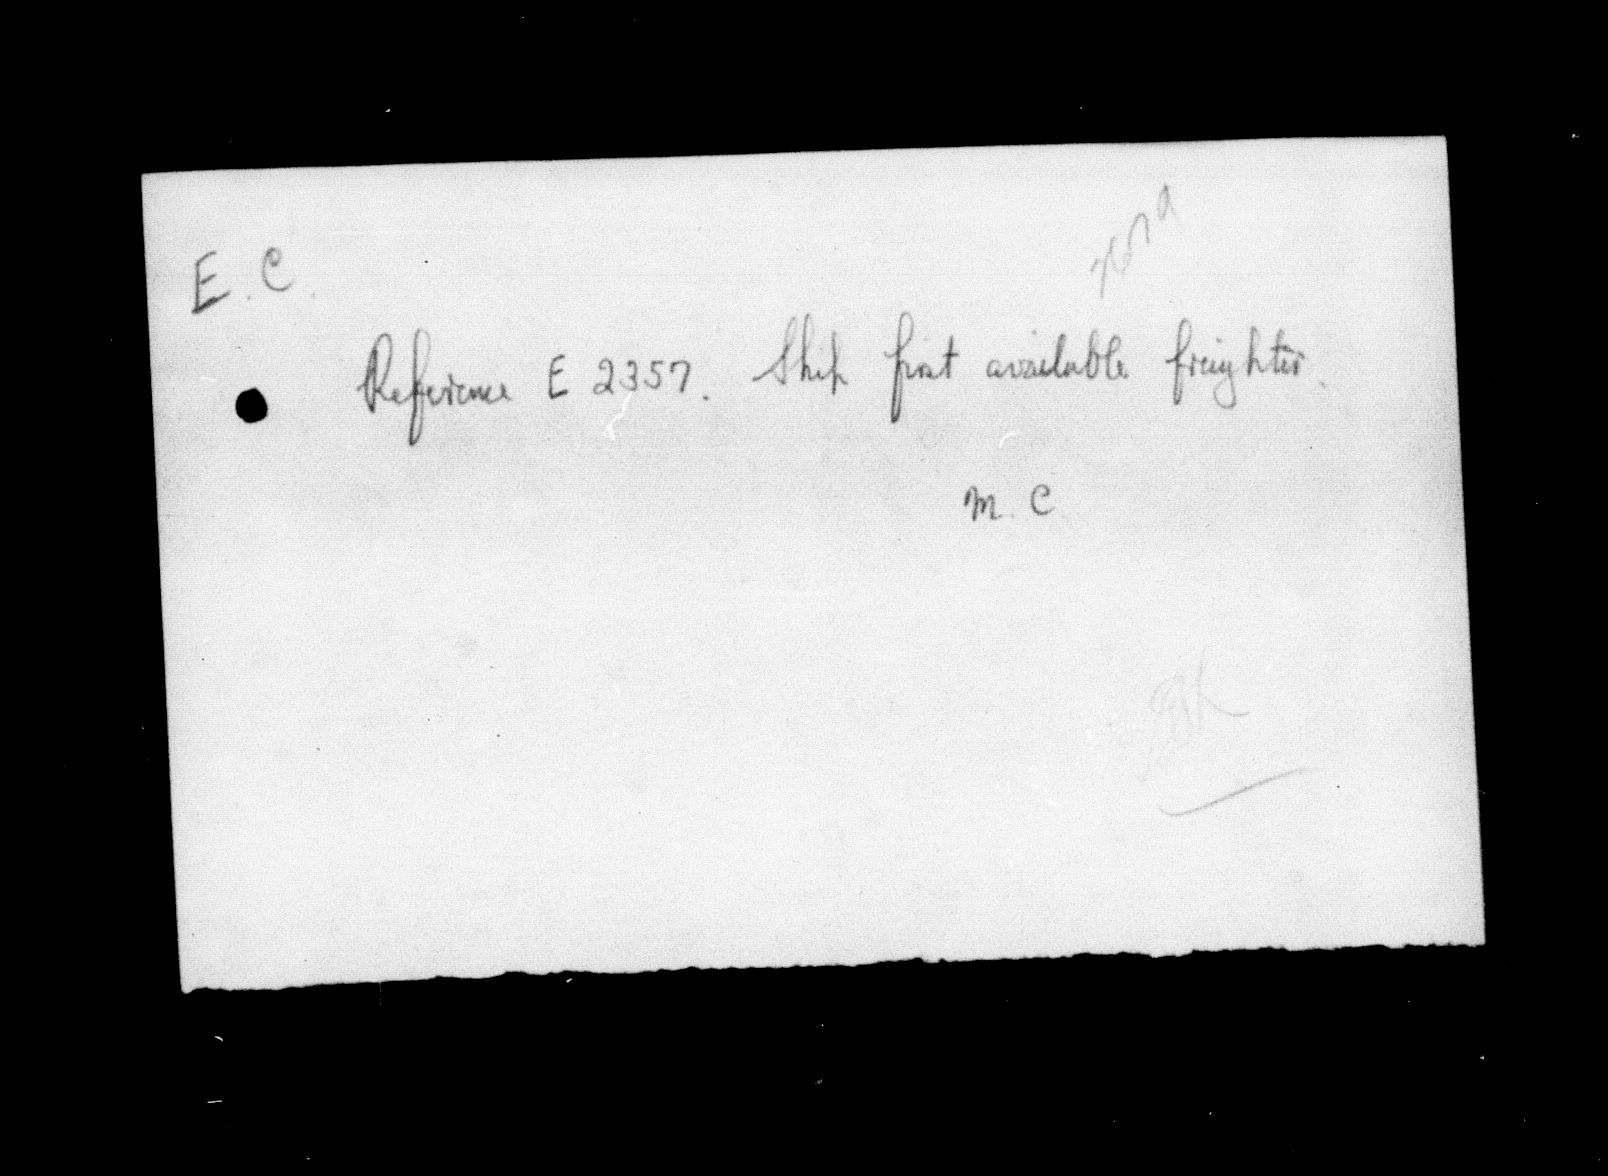 E. C.
Reference E 2357. Ship first available freighter.
M. C.